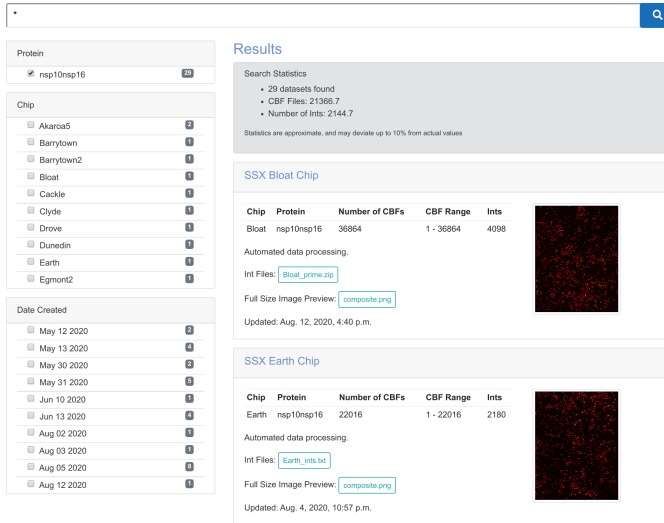 *
Protein
nsp10nsp16 29
Chip
Akaroa5 2
Barrytown 1
Barrytown2 1
Bloat 1
Cackle 1
Clyde 1
Drove 1
Dunedin 1
Earth 1
Egmont2 1
Date Created
May 12 2020 2
May 13 2020 4
May 30 2020 2
May 31 2020 5
Jun 10 2020 1
Jun 13 2020 4
Aug 02 2020 1
Aug 03 2020 1
Aug 05 2020 8
Aug 12 2020 1
Results
Search Statistics
• 29 datasets found
• CBF Files: 21366.7
• Number of Ints: 2144.7
Statistics are approximate, and may deviate up to 10% from actual values
SSX Bloat Chip
Chip Protein Number of CBFs CBF Range Ints
Bloat nsp10nsp16 36864 1 - 36864 4098
Automated data processing.
Int Files: Bloat_prime.zip
Full Size Image Preview: composite.png
Updated: Aug. 12, 2020, 4:40 p.m.
SSX Earth Chip
Chip Protein Number of CBFs CBF Range Ints
Earth nsp10nsp16 22016 1 - 22016 2180
Automated data processing.
Int Files: Earth_ints.txt
Full Size Image Preview: composite.png
Updated: Aug. 4, 2020, 10:57 p.m.